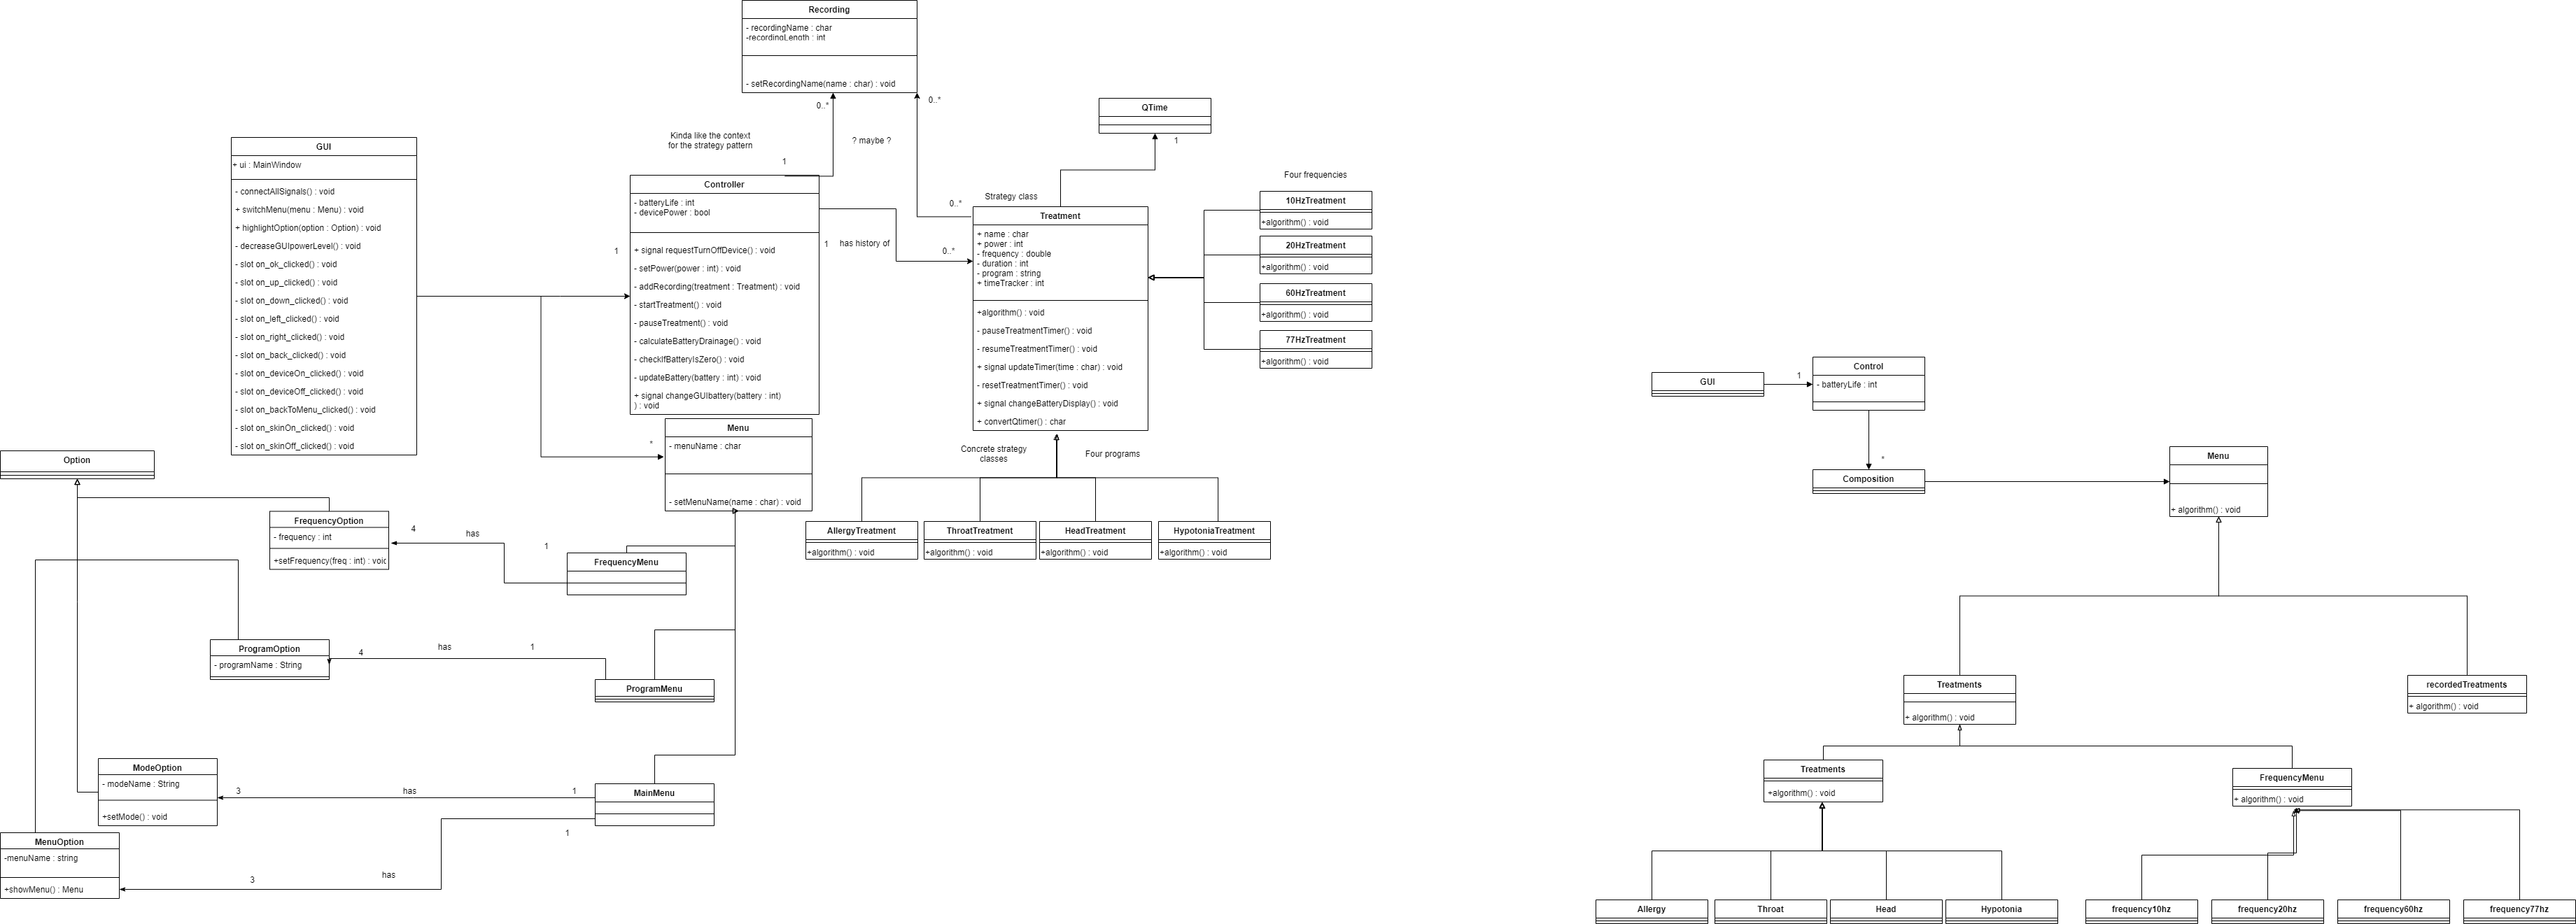 Recording
- recordingName : char
-recordingLength : int
- setRecordingName(name : char) : void
0..*
0..*
Kinda like the context
for the strategy pattern
? maybe ?
1
QTime
1
GUI
+ ui : MainWindow
- connectAllSignals() : void
+ switchMenu(menu : Menu) : void
+ highlightOption(option : Option) : void
- decreaseGUIpowerLevel() : void
- slot on_ok_clicked() : void
- slot on_up_clicked() : void
- slot on_down_clicked() : void
- slot on_left_clicked() : void
- slot on_right_clicked() : void
- slot on_back_clicked() : void
- slot on_deviceOn_clicked() : void
- slot on_deviceOff_clicked() : void
- slot on_backToMenu_clicked() : void
- slot on_skinOn_clicked() : void
- slot on_skinOff_clicked() : void
1
Controller
- batteryLife : int
- devicePower : bool
+ signal requestTurnOffDevice() : void
- setPower(power : int) : void
- addRecording(treatment : Treatment) : void
- startTreatment() : void
- pauseTreatment() : void
- calculateBatteryDrainage() : void
- checkIfBatteryIsZero() : void
- updateBattery(battery : int) : void
+ signal changeGUIbattery(battery : int)
) : void
1
has history of
0..*
0..*
Strategy class
Treatment
+ name : char
+ power : int
- frequency : double
- duration : int
- program : string
+ timeTracker : int
+algorithm() : void
- pauseTreatmentTimer() : void
- resumeTreatmentTimer() : void
+ signal updateTimer(time : char) : void
- resetTreatmentTimer() : void
+ signal changeBatteryDisplay() : void
+ convertQtimer() : char
Four frequencies
10HzTreatment
+algorithm() : void
20HzTreatment
+algorithm() : void
60HzTreatment
+algorithm() : void
77HzTreatment
+algorithm() : void
Concrete strategy
classes
Four programs
AllergyTreatment
+algorithm() : void
ThroatTreatment
+algorithm() : void
HeadTreatment
+algorithm() : void
HypotoniaTreatment
+algorithm() : void
*
Menu
- menuName : char
- setMenuName(name : char) : void
Option
FrequencyOption
- frequency : int
+setFrequency(freq : int) : void
4
has
1
FrequencyMenu
ProgramOption
- programName : String
4
has
1
ProgramMenu
ModeOption
- modeName : String
+setMode() : void
3
has
1
MainMenu
1
MenuOption
-menuName : string
+showMenu() : Menu
3
has
GUI
1
Control
- batteryLife : int
*
Composition
Menu
+ algorithm() : void
Treatments
+ algorithm() : void
recordedTreatments
+ algorithm() : void
Treatments
+algorithm() : void
FrequencyMenu
+ algorithm() : void
Allergy
Throat
Head
Hypotonia
frequency10hz
frequency20hz
frequency60hz
frequency77hz